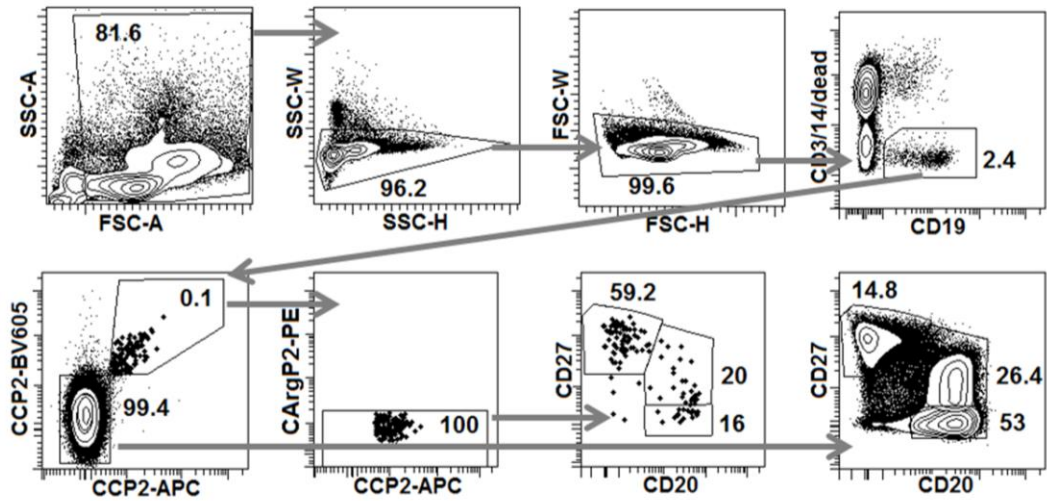 81.6
SSC-A
FSC-A
SSC-W
96.2
SSC-H
FSC-W
99.6
FSC-H
CD3/14/dead
2.4
CD19
CCP2-BV605
0.1
99.4
CCP2-APC
CArgP2-PE
100
CCP2-APC
59.2
CD27
20
16
CD20
14.8
CD27
26.4
53
CD20